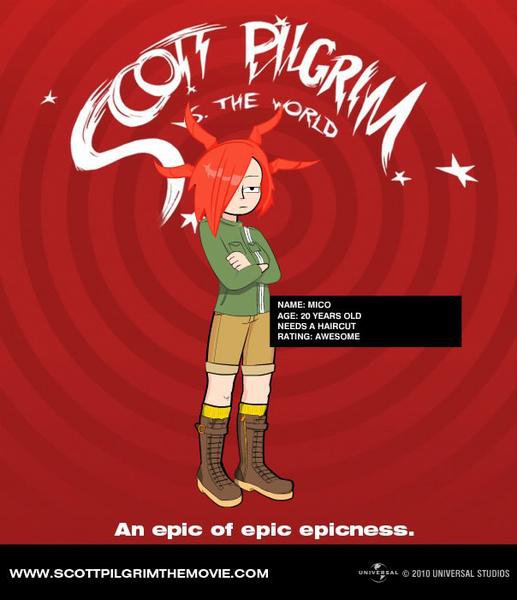 SCOTT PILGRIM
VS. THE WORLD
NAME: MICO
AGE: 20 YEARS OLD
NEEDS A HAIRCUT
RATING: AWESOME
An epic of epic epicness.
WWW.SCOTTPILGRIMTHEMOVIE.COM
UNIVERSAL
© 2010 UNIVERSAL STUDIOS